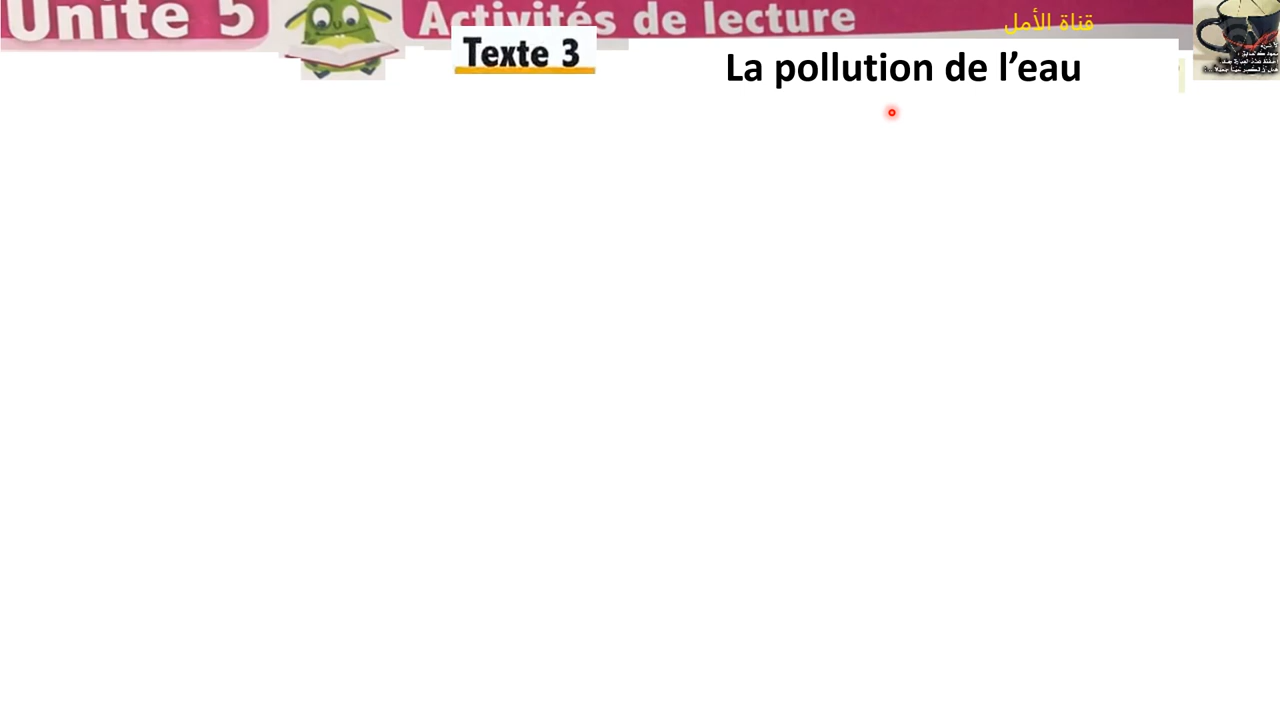 Unité 5
Activités de lecture
قناة الأمل
Texte 3
La pollution de l’eau